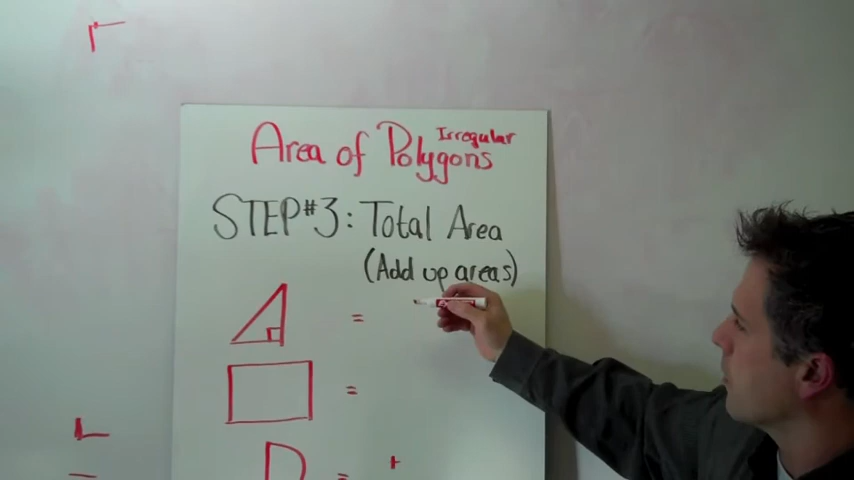 Area of Polygons Irregular
STEP #3: Total Area
(Add up areas)
=
=
= +